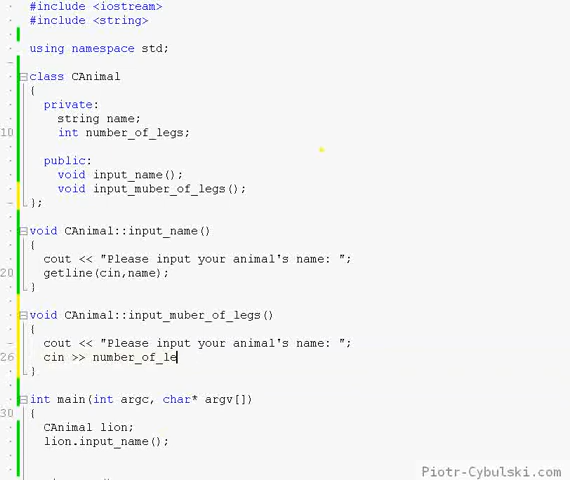 #include <iostream>
#include <string>
using namespace std;
class CAnimal
{
private:
string name;
10 int number_of_legs;
public:
void input_name();
void input_muber_of_legs();
};
void CAnimal::input_name()
{
cout << "Please input your animal's name: ";
20 getline(cin,name);
}
void CAnimal::input_muber_of_legs()
{
cout << "Please input your animal's name: ";
26 cin >> number_of_le
}
int main(int argc, char* argv[])
30 {
CAnimal lion;
lion.input_name();
Piotr-Cybulski.com